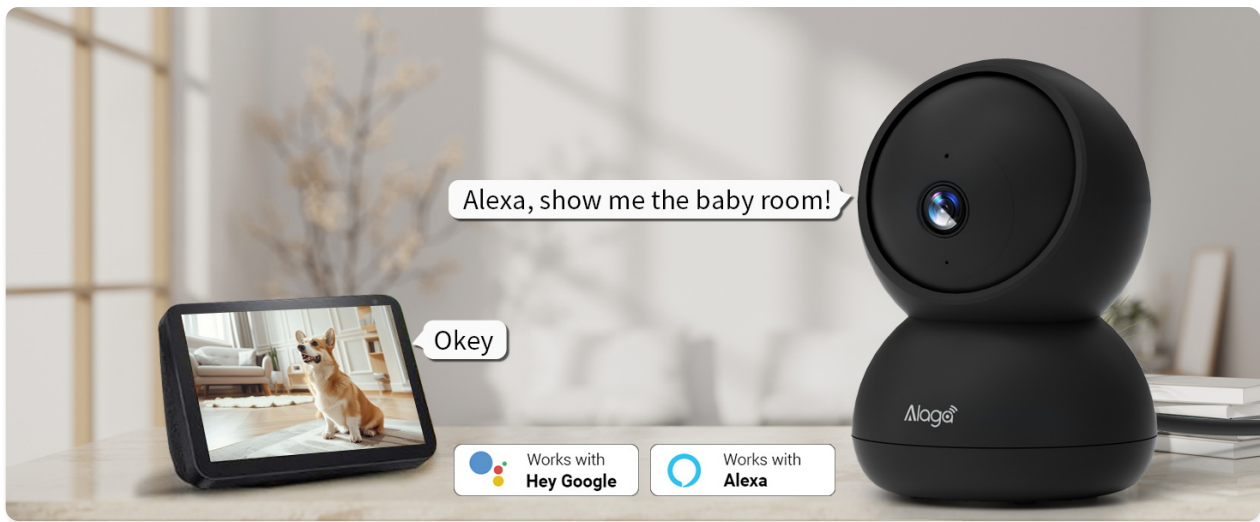 Alexa, show me the baby room!
Okey
Alaga
Works with
Hey Google
Works with
Alexa